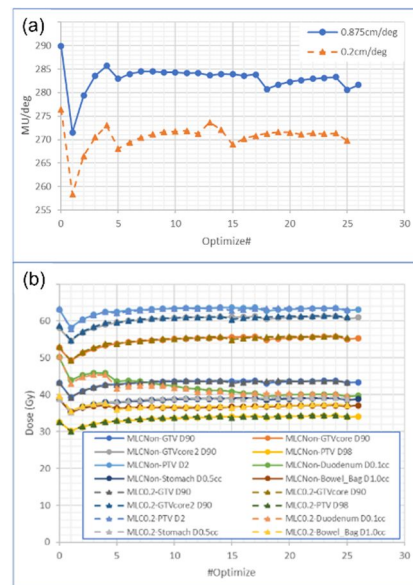 (a)
0.875cm/deg
0.2cm/deg
295
290
285
280
275
270
265
260
255
MU/deg
0 5 10 15 20 25 30
Optimize#
(b)
70
60
50
40
30
20
10
0
Dose (Gy)
MLCNon-GTV D90 MLCNon-GTVcore D90
MLCNon-GTVcore2 D90 MLCNon-PTV D98
MLCNon-PTV D2 MLCNon-Duodenum D0.1cc
MLCNon-Stomach D0.5cc MLCNon-Bowel_Bag D1.0cc
MLC0.2-GTV D90 MLC0.2-GTVcore D90
MLC0.2-GTVcore2 D90 MLC0.2-PTV D98
MLC0.2-PTV D2 MLC0.2-Duodenum D0.1cc
MLC0.2-Stomach D0.5cc MLC0.2-Bowel_Bag D1.0cc
0 5 10 15 20 25 30
#Optimize